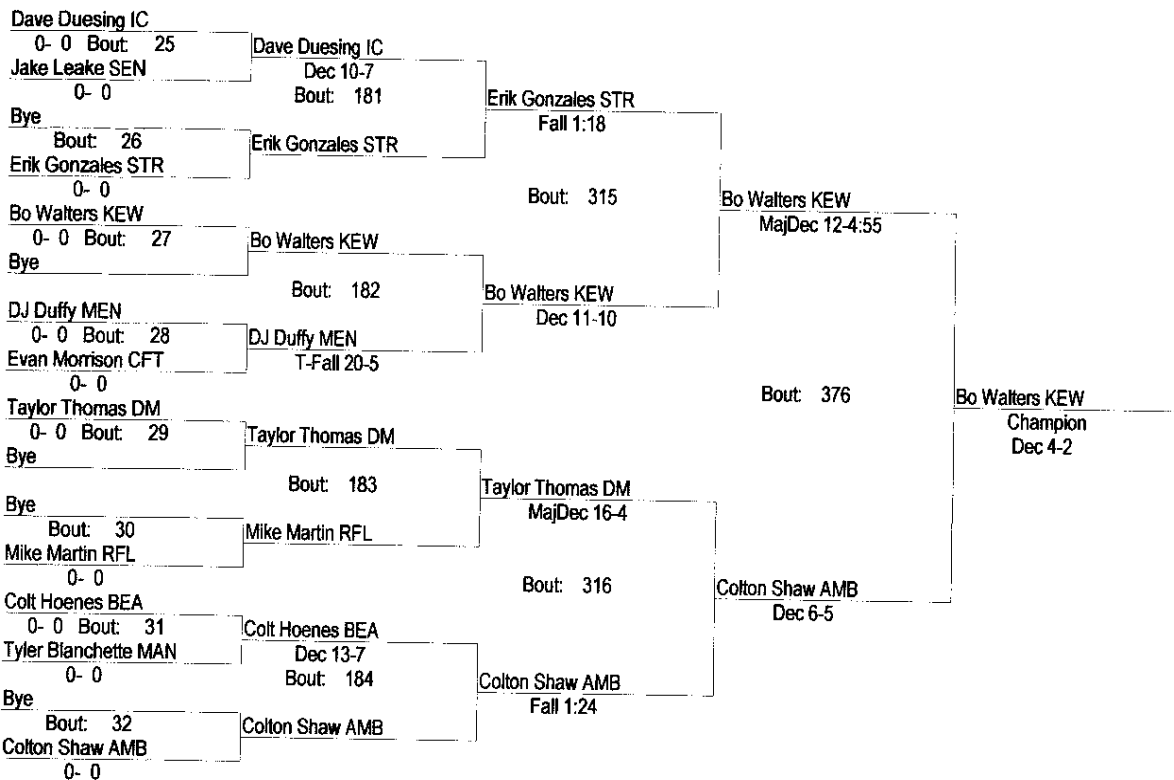 Dave Duesing IC
0- 0 Bout: 25
Jake Leake SEN
0- 0
Bye
Bout: 26
Erik Gonzales STR
0- 0
Bo Walters KEW
0- 0 Bout: 27
Bye
DJ Duffy MEN
0- 0 Bout: 28
Evan Morrison CFT
0- 0
Taylor Thomas DM
0- 0 Bout: 29
Bye
Bye
Bout: 30
Mike Martin RFL
0- 0
Colt Hoenes BEA
0- 0 Bout: 31
Tyler Blanchette MAN
0- 0
Bye
Bout: 32
Colton Shaw AMB
0- 0
Dave Duesing IC
Dec 10-7
Bout: 181
Erik Gonzales STR
Bo Walters KEW
Bout: 182
DJ Duffy MEN
T-Fall 20-5
Taylor Thomas DM
Bout: 183
Mike Martin RFL
Colt Hoenes BEA
Dec 13-7
Bout: 184
Colton Shaw AMB
Erik Gonzales STR
Fall 1:18
Bout: 315
Bo Walters KEW
Dec 11-10
Taylor Thomas DM
MajDec 16-4
Bout: 316
Colton Shaw AMB
Fall 1:24
Bo Walters KEW
MajDec 12-4:55
Bout: 376
Colton Shaw AMB
Dec 6-5
Bo Walters KEW
Champion
Dec 4-2